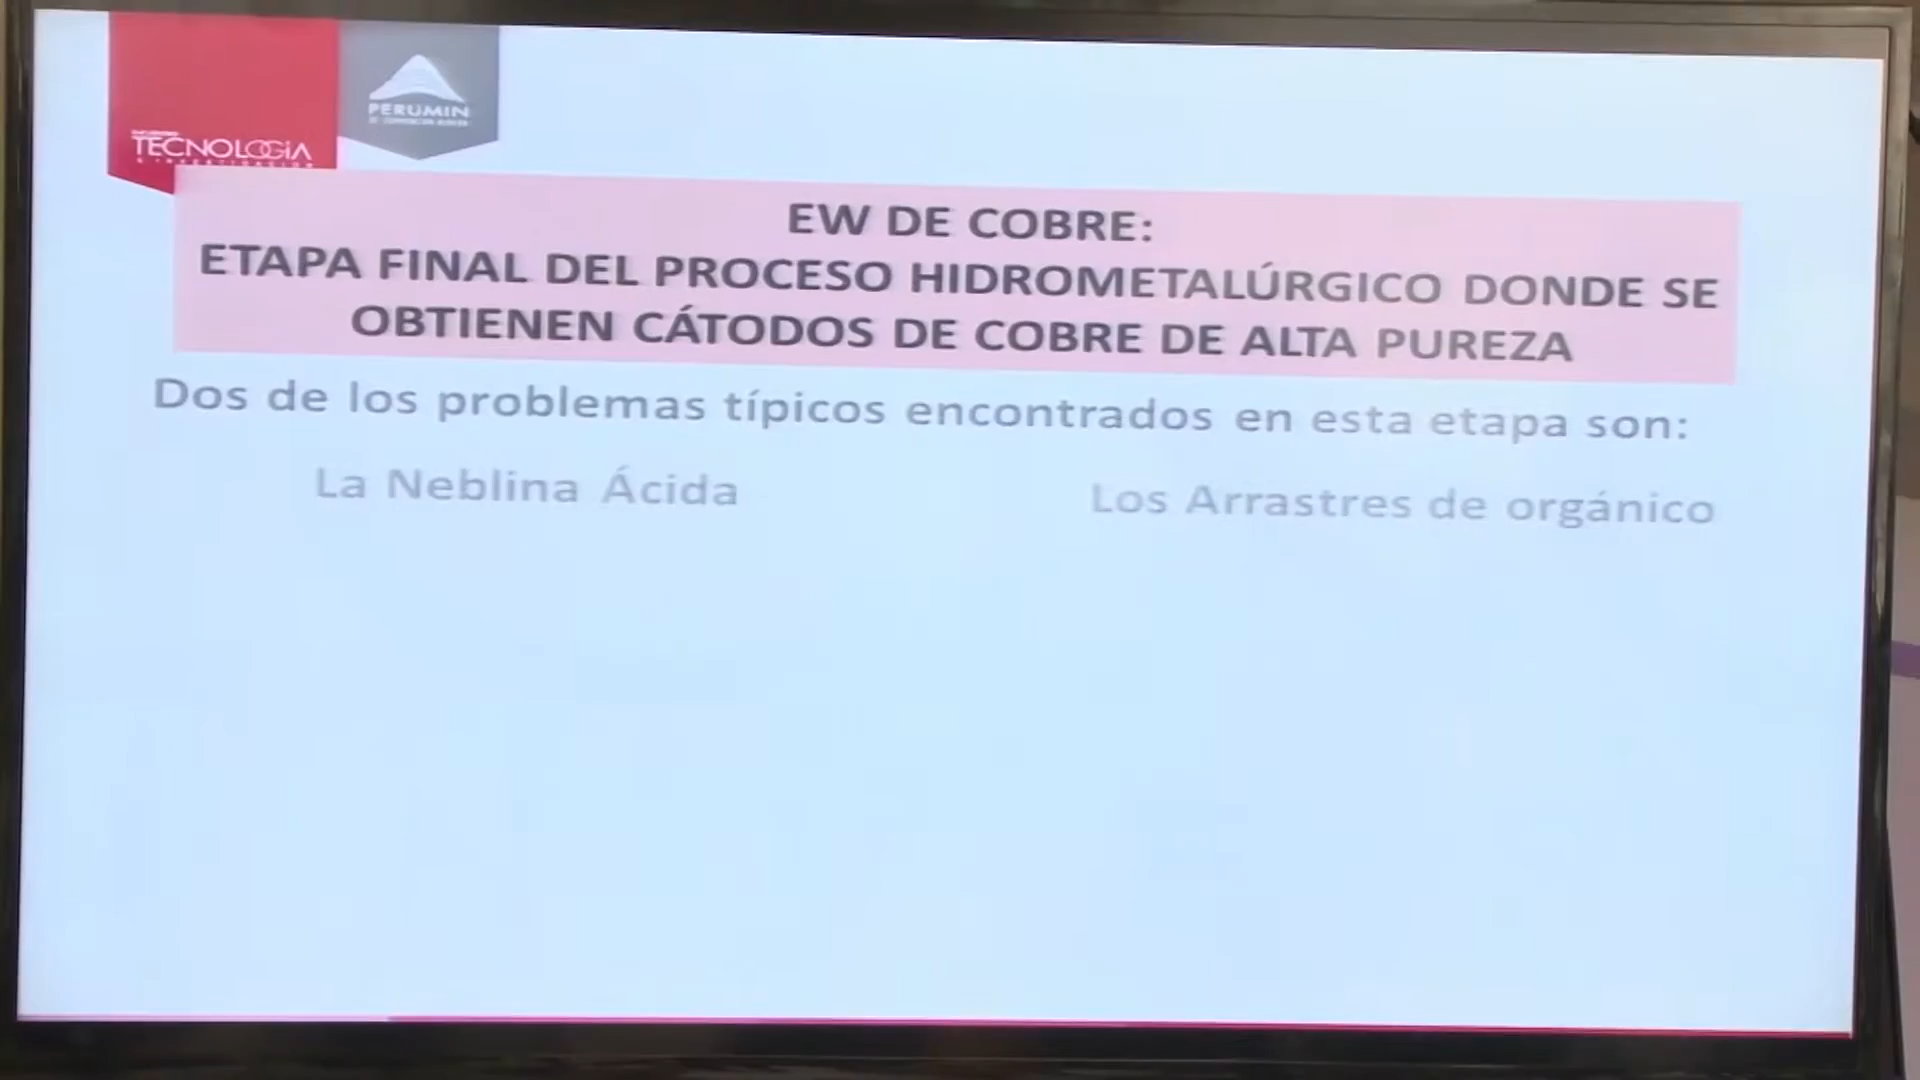 TECNOLOGÍA
PERUMIN
EW DE COBRE:
ETAPA FINAL DEL PROCESO HIDROMETALÚRGICO DONDE SE
OBTIENEN CÁTODOS DE COBRE DE ALTA PUREZA
Dos de los problemas típicos encontrados en esta etapa son:
La Neblina Ácida
Los Arrastres de orgánico